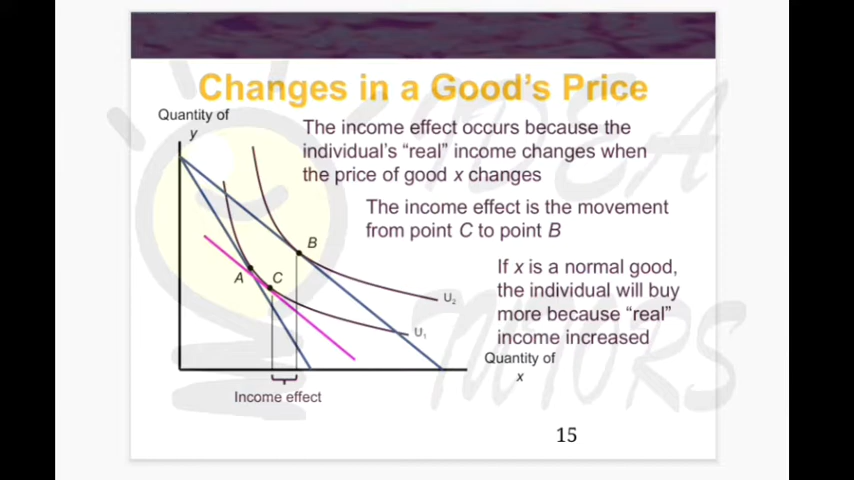 Changes in a Good's Price
Quantity of
y
The income effect occurs because the
individual's “real” income changes when
the price of good x changes
The income effect is the movement
from point C to point B
B
A
C
If x is a normal good,
the individual will buy
more because “real”
income increased
U₂
U₁
Quantity of
x
Income effect
15
IDEA
TUTORS